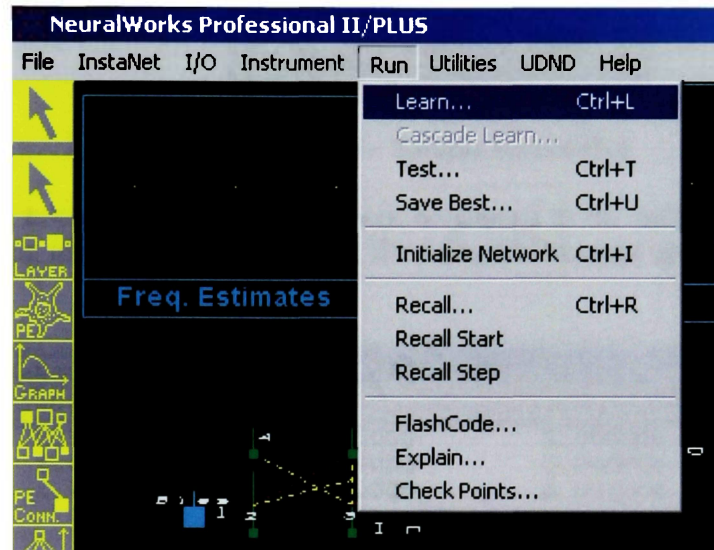 NeuralWorks Professional II/PLUS
File InstaNet I/O Instrument Run Utilities UDND Help
Learn... Ctrl+L
Cascade Learn...
Test... Ctrl+T
Save Best... Ctrl+U
Initialize Network Ctrl+I
Recall... Ctrl+R
Recall Start
Recall Step
FlashCode...
Explain...
Check Points...
LAYER
PE
GRAPH
PE
CONN.
Freq. Estimates